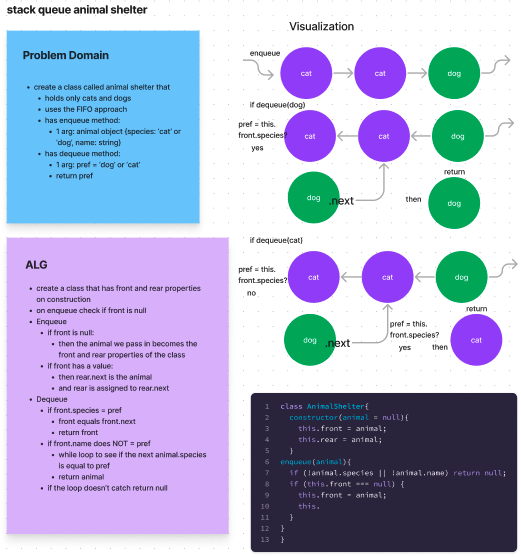 stack queue animal shelter
Problem Domain
create a class called animal shelter that
holds only cats and dogs
uses the FIFO approach
has enqueue method:
1 arg: animal object {species: 'cat' or
'dog', name: string}
has dequeue method:
1 arg: pref = 'dog' or 'cat'
return pref
Visualization
enqueue
cat
cat
dog
if dequeue(dog)
pref = this.
front.species?
yes
cat
cat
dog
dog
.next
return
then
dog
if dequeue(cat)
pref = this.
front.species?
no
cat
cat
dog
dog
.next
pref = this.
front.species?
yes
return
then
cat
ALG
create a class that has front and rear properties
on construction
on enqueue check if front is null
Enqueue
if front is null:
then the animal we pass in becomes the
front and rear properties of the class
if front has a value:
then rear.next is the animal
and rear is assigned to rear.next
Dequeue
if front.species = pref
front equals front.next
return front
if front.name does NOT = pref
while loop to see if the next animal.species
is equal to pref
return animal
if the loop doesn't catch return null
1 class AnimalShelter{
2 constructor(animal = null){
3 this.front = animal;
4 this.rear = animal;
5 }
6 enqueue(animal){
7 if (!animal.species || !animal.name) return null;
8 if (this.front === null) {
9 this.front = animal;
10 this.
11 }
12 }
13 }